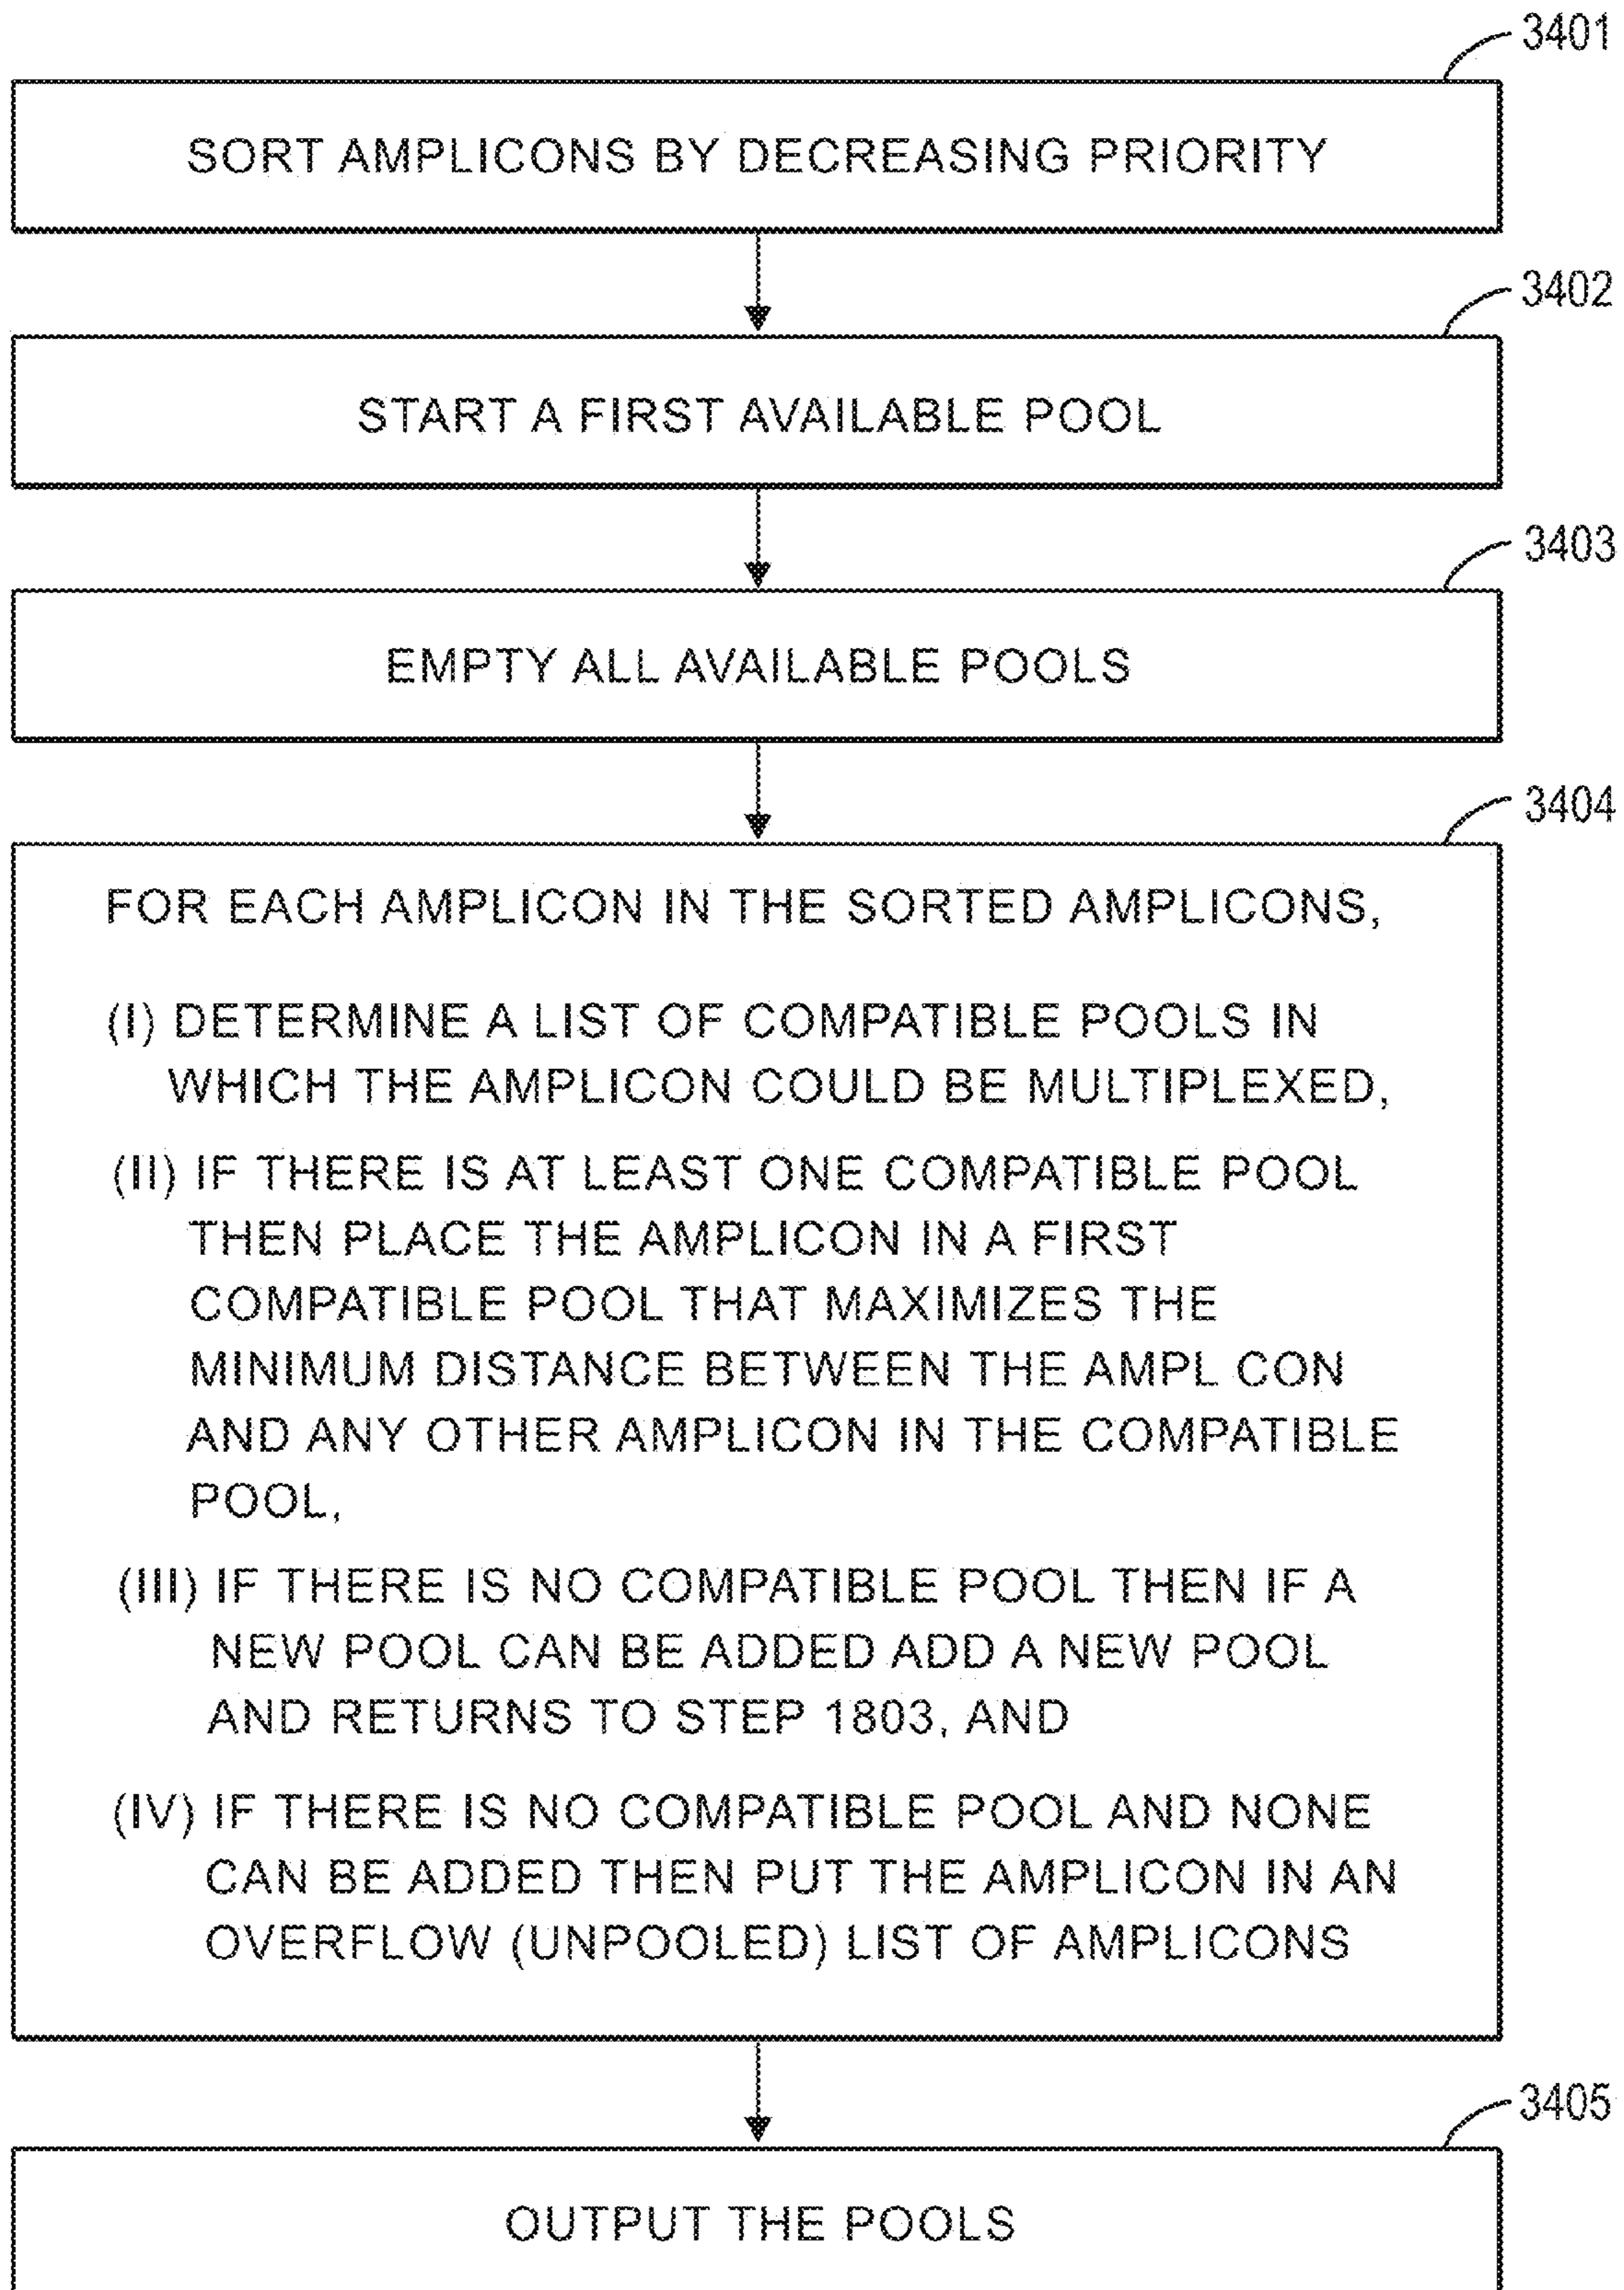 3401
SORT AMPLICONS BY DECREASING PRIORITY
3402
START A FIRST AVAILABLE POOL
3403
EMPTY ALL AVAILABLE POOLS
3404
FOR EACH AMPLICON IN THE SORTED AMPLICONS,
(I) DETERMINE A LIST OF COMPATIBLE POOLS IN
WHICH THE AMPLICON COULD BE MULTIPLEXED,
(II) IF THERE IS AT LEAST ONE COMPATIBLE POOL
THEN PLACE THE AMPLICON IN A FIRST
COMPATIBLE POOL THAT MAXIMIZES THE
MINIMUM DISTANCE BETWEEN THE AMPL CON
AND ANY OTHER AMPLICON IN THE COMPATIBLE
POOL,
(III) IF THERE IS NO COMPATIBLE POOL THEN IF A
NEW POOL CAN BE ADDED ADD A NEW POOL
AND RETURNS TO STEP 1803, AND
(IV) IF THERE IS NO COMPATIBLE POOL AND NONE
CAN BE ADDED THEN PUT THE AMPLICON IN AN
OVERFLOW (UNPOOLED) LIST OF AMPLICONS
3405
OUTPUT THE POOLS